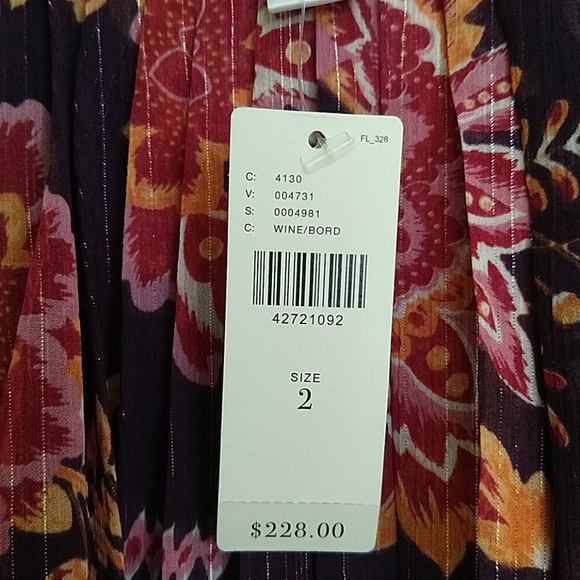 FL_326
C: 4130
V: 004731
S: 0004981
C: WINE/BORD
42721092
SIZE
2
$228.00